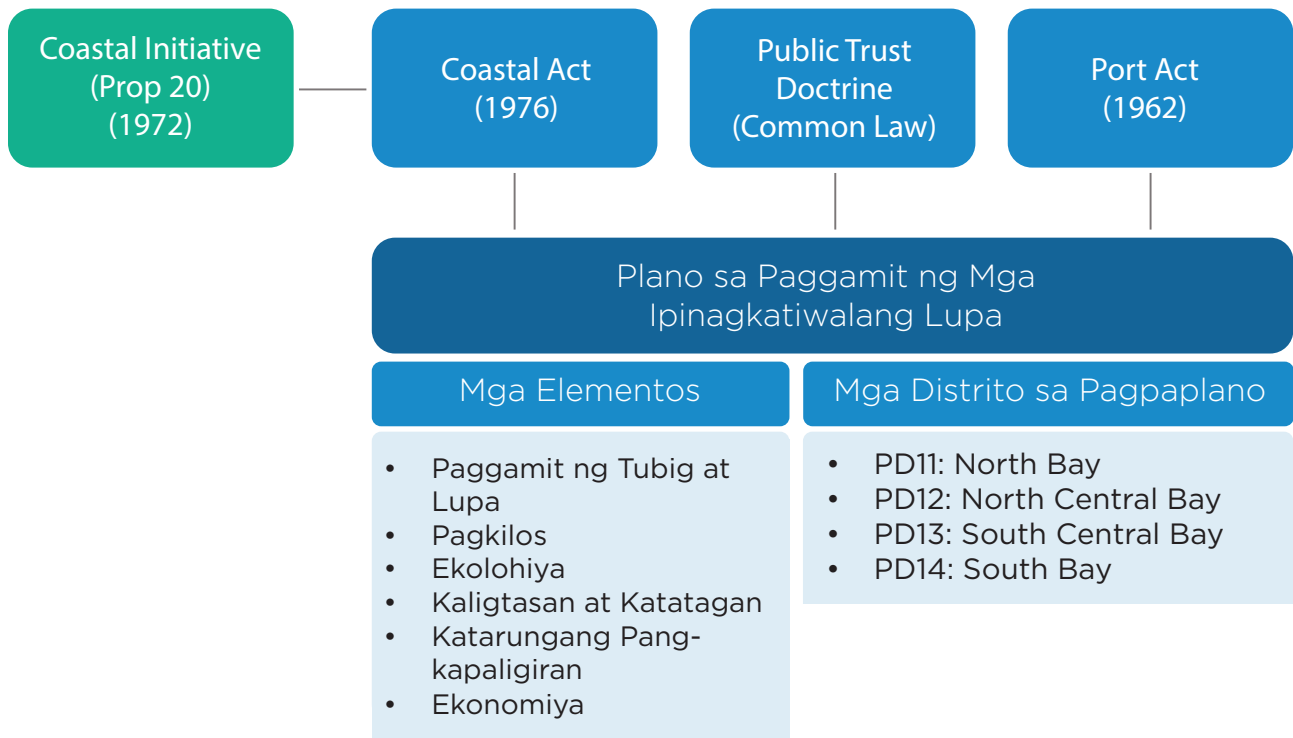 Coastal Initiative
(Prop 20)
(1972)
Coastal Act
(1976)
Public Trust
Doctrine
(Common Law)
Port Act
(1962)
Plano sa Paggamit ng Mga
Ipinagkatiwalang Lupa
Mga Elementos
• Paggamit ng Tubig at
Lupa
• Pagkilos
• Ekolohiya
• Kaligtasan at Katatagan
• Katarungang Pang-
kapaligiran
• Ekonomiya
Mga Distrito sa Pagpaplano
• PD11: North Bay
• PD12: North Central Bay
• PD13: South Central Bay
• PD14: South Bay